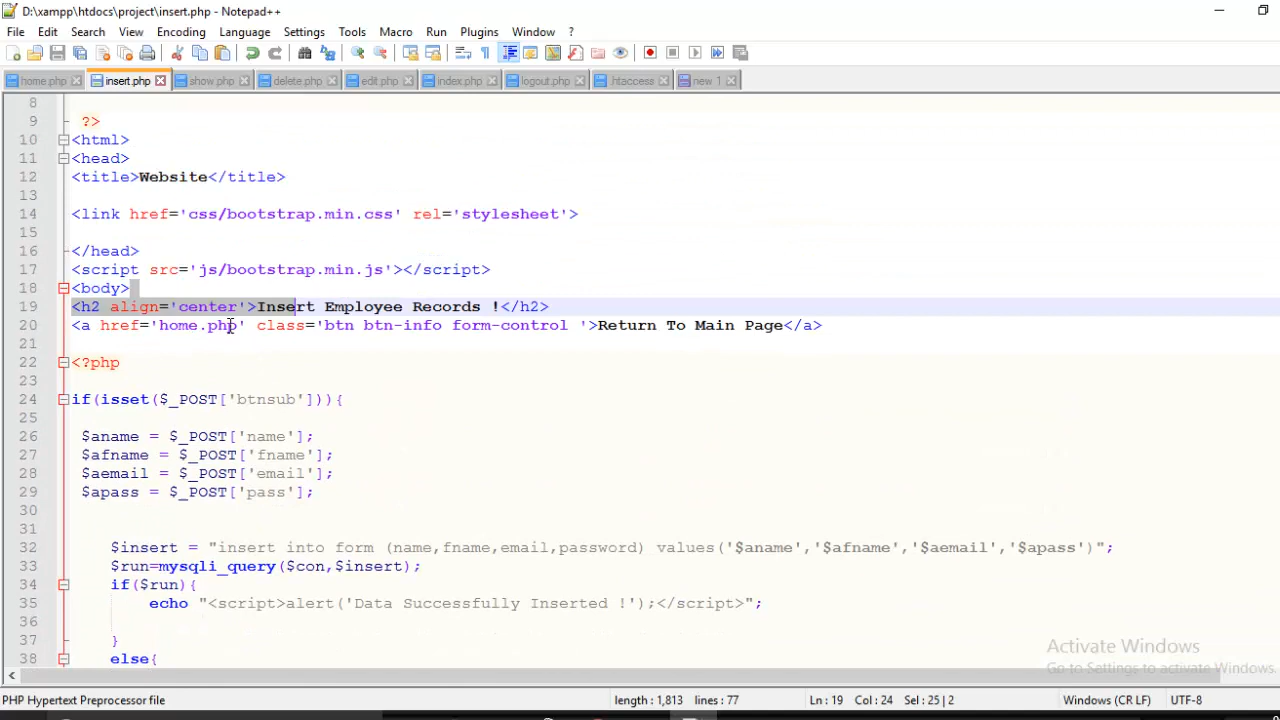 D:\xampp\htdocs\project\insert.php - Notepad++
File Edit Search View Encoding Language Settings Tools Macro Run Plugins Window ?
home.php insert.php show.php delete.php edit.php index.php logout.php .htaccess new 1
8
9 ?>
10 <html>
11 <head>
12 <title>Website</title>
13
14 <link href='css/bootstrap.min.css' rel='stylesheet'>
15
16 </head>
17 <script src='js/bootstrap.min.js'></script>
18 <body>
19 <h2 align='center'>Insert Employee Records !</h2>
20 <a href='home.php' class='btn btn-info form-control '>Return To Main Page</a>
21
22 <?php
23
24 if(isset($_POST['btnsub'])){
25
26 $aname = $_POST['name'];
27 $afname = $_POST['fname'];
28 $aemail = $_POST['email'];
29 $apass = $_POST['pass'];
30
31
32 $insert = "insert into form (name,fname,email,password) values('$aname','$afname','$aemail','$apass')";
33 $run=mysqli_query($con,$insert);
34 if($run){
35 echo "<script>alert('Data Successfully Inserted !');</script>";
36
37 }
38 else{
Activate Windows
Go to Settings to activate Windows.
PHP Hypertext Preprocessor file length : 1,813 lines : 77 Ln : 19 Col : 24 Sel : 25 | 2 Windows (CR LF) UTF-8